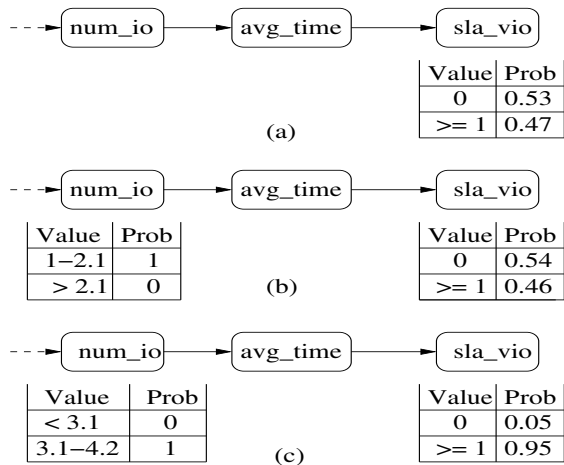 num_io avg_time sla_vio
Value Prob
0 0.53
>= 1 0.47
(a)
num_io avg_time sla_vio
Value Prob
1−2.1 1
> 2.1 0
Value Prob
0 0.54
>= 1 0.46
(b)
num_io avg_time sla_vio
Value Prob
< 3.1 0
3.1−4.2 1
Value Prob
0 0.05
>= 1 0.95
(c)